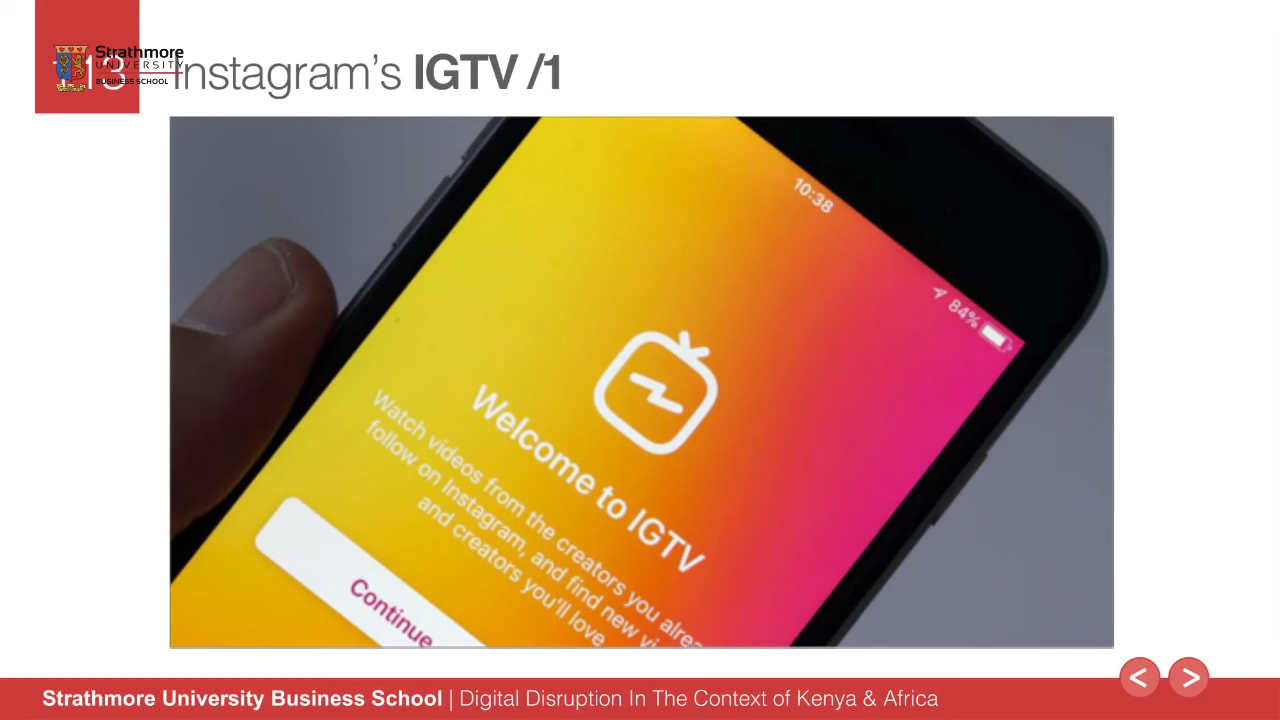 Strathmore
UNIVERSITY
BUSINESS SCHOOL
113
Instagram’s IGTV /1
10:38
84%
Welcome to IGTV
Watch videos from the creators you alrea
follow on Instagram, and find new vi
and creators you'll love
Continue
< >
Strathmore University Business School | Digital Disruption In The Context of Kenya & Africa